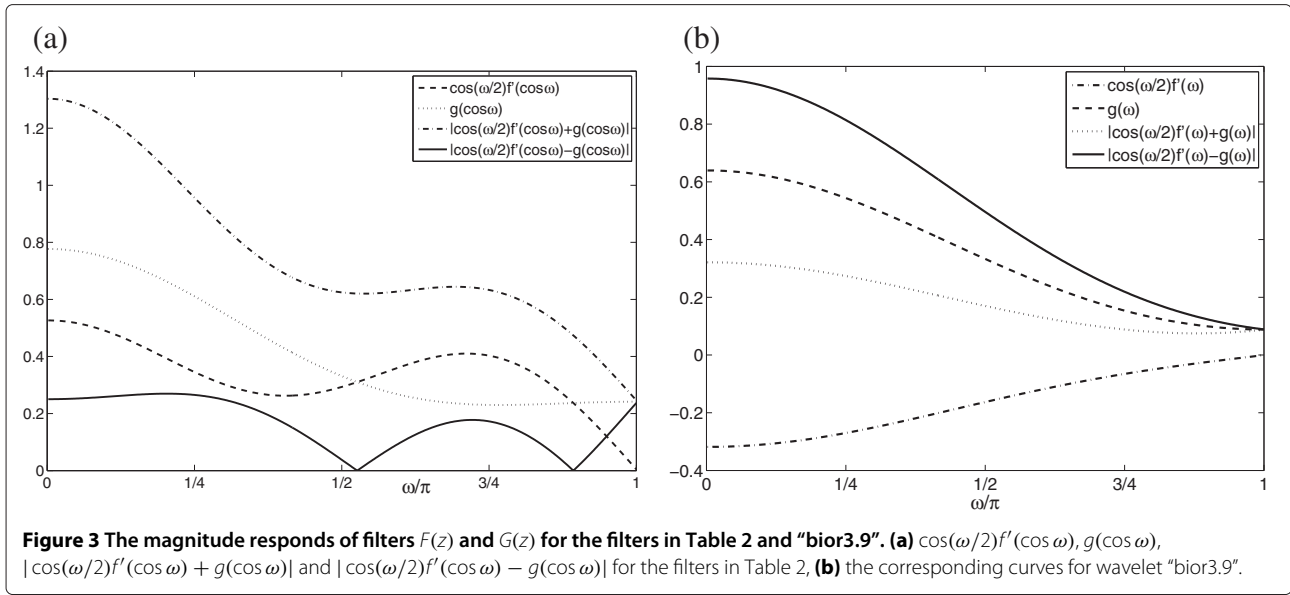 (a)
1.4
1.2
1
0.8
0.6
0.4
0.2
0
0
1/4
1/2
3/4
1
ω/π
cos(ω/2)f'(cosω)
g(cosω)
|cos(ω/2)f'(cosω)+g(cosω)|
|cos(ω/2)f'(cosω)−g(cosω)|
(b)
1
0.8
0.6
0.4
0.2
0
−0.2
−0.4
0
1/4
1/2
3/4
1
ω/π
cos(ω/2)f'(ω)
g(ω)
|cos(ω/2)f'(ω)+g(ω)|
|cos(ω/2)f'(ω)−g(ω)|
Figure 3 The magnitude responds of filters F(z) and G(z) for the filters in Table 2 and “bior3.9”. (a) cos(ω/2)f′(cos ω), g(cos ω),
| cos(ω/2)f′(cos ω) + g(cos ω)| and | cos(ω/2)f′(cos ω) − g(cos ω)| for the filters in Table 2, (b) the corresponding curves for wavelet “bior3.9”.